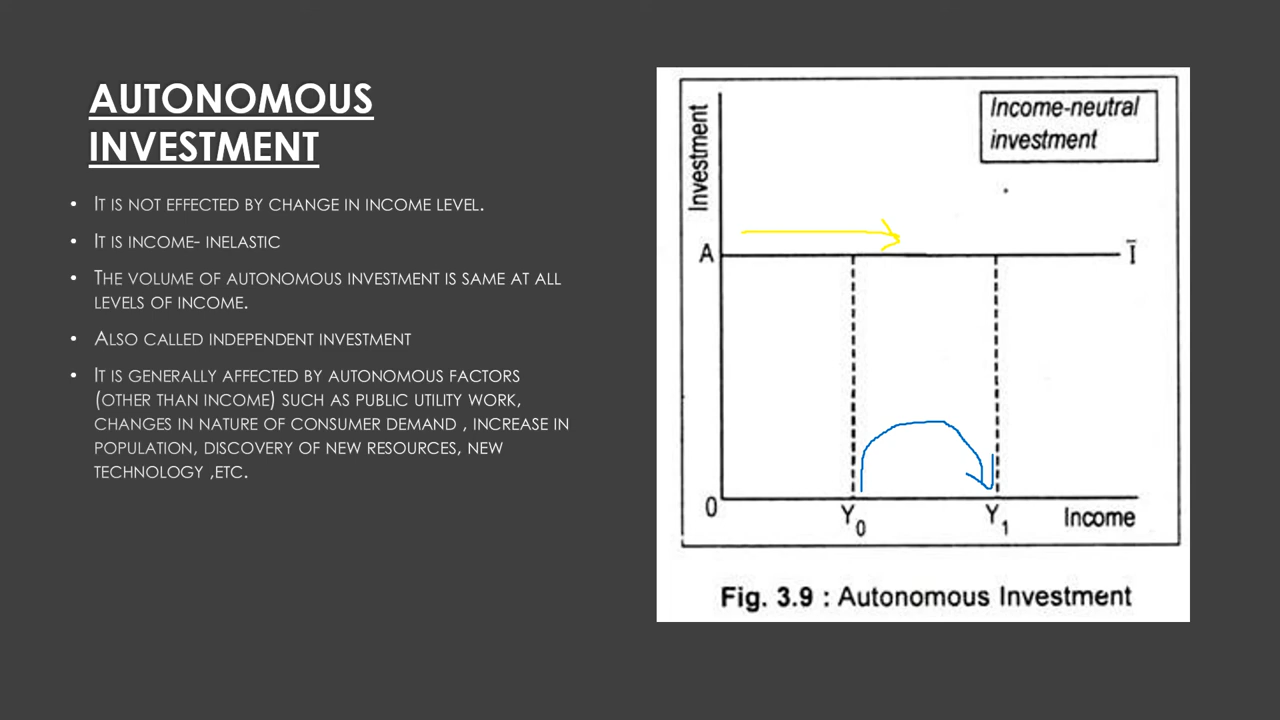 AUTONOMOUS
INVESTMENT
• IT IS NOT EFFECTED BY CHANGE IN INCOME LEVEL.
• IT IS INCOME- INELASTIC
• THE VOLUME OF AUTONOMOUS INVESTMENT IS SAME AT ALL
LEVELS OF INCOME.
• ALSO CALLED INDEPENDENT INVESTMENT
• IT IS GENERALLY AFFECTED BY AUTONOMOUS FACTORS
(OTHER THAN INCOME) SUCH AS PUBLIC UTILITY WORK,
CHANGES IN NATURE OF CONSUMER DEMAND , INCREASE IN
POPULATION, DISCOVERY OF NEW RESOURCES, NEW
TECHNOLOGY ,ETC.
Income-neutral
investment
Investment
A
Ī
0
Y₀
Y₁
Income
Fig. 3.9 : Autonomous Investment